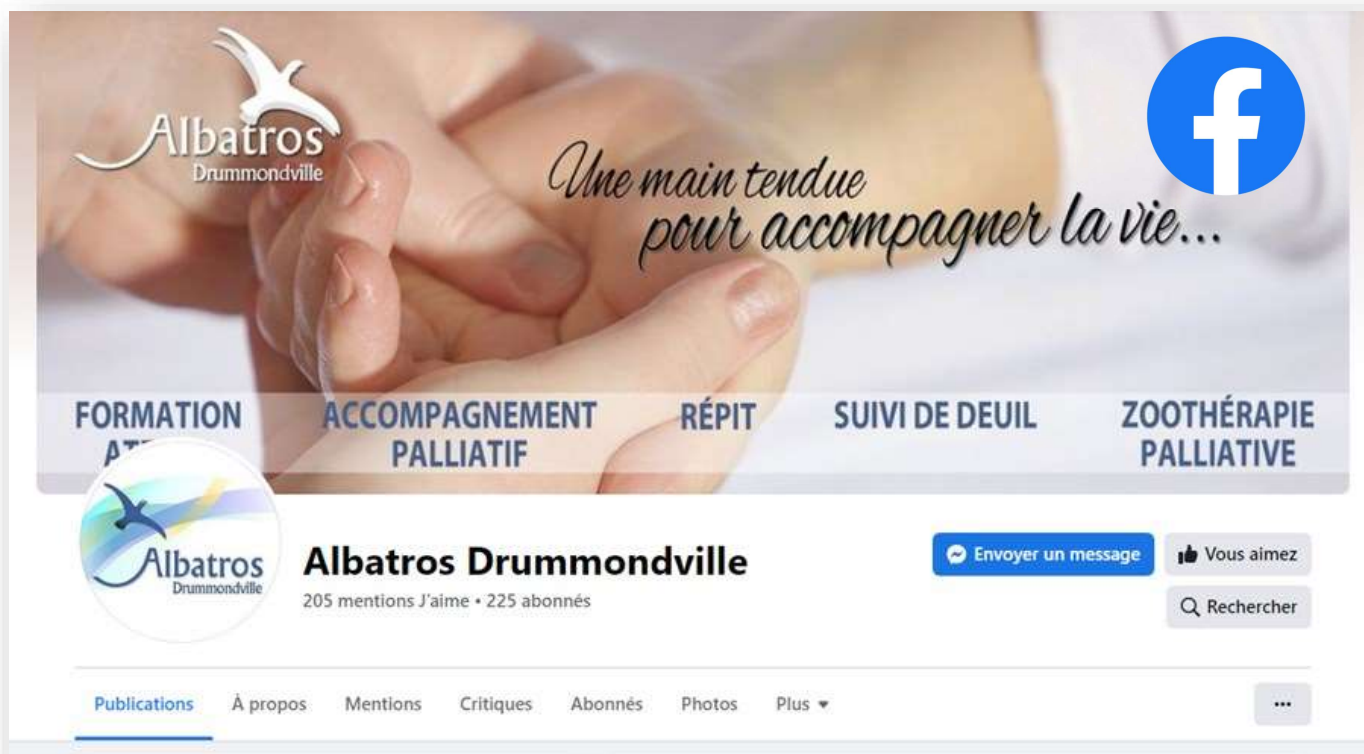 Albatros
Drummondville
Une main tendue
pour accompagner la vie...
FORMATION
ACCOMPAGNEMENT
PALLIATIF
RÉPIT
SUIVI DE DEUIL
ZOOTHÉRAPIE
PALLIATIVE
Albatros
Drummondville
Albatros Drummondville
205 mentions J'aime • 225 abonnés
Envoyer un message
Vous aimez
Rechercher
Publications À propos Mentions Critiques Abonnés Photos Plus